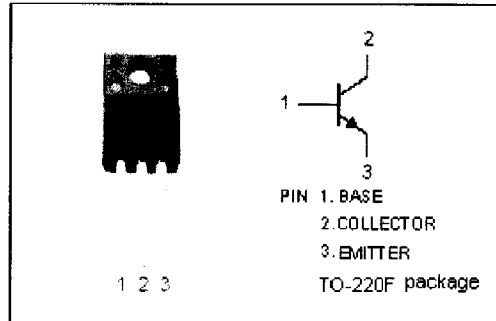 2
1
3
PIN 1. BASE
2.COLLECTOR
3.EMITTER
1 2 3
TO-220F package